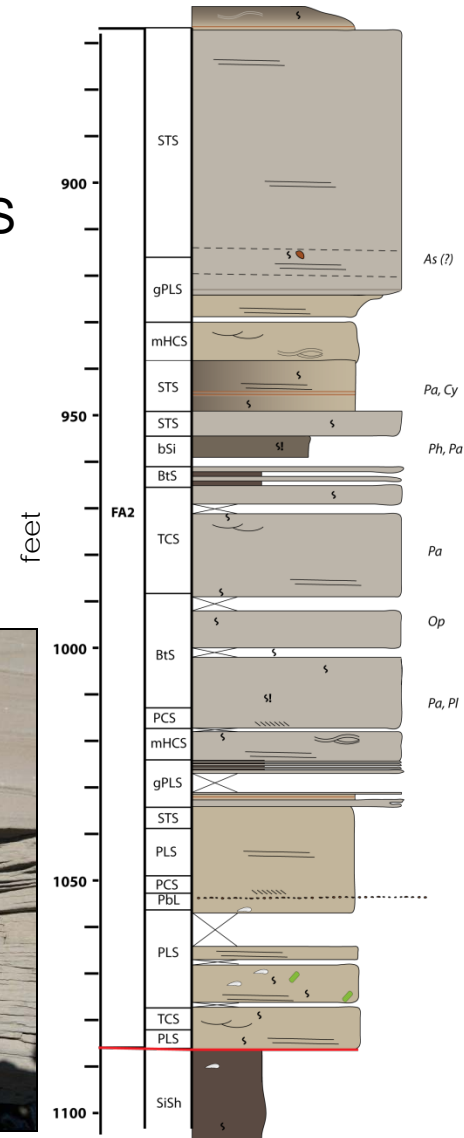 S
STS
900
As (?)
gPLS
mHCS
STS
Pa, Cy
950
STS
bSi
Ph, Pa
BtS
feet
FA2
TCS
Pa
Op
1000
BtS
Pa, Pl
PCS
mHCS
gPLS
STS
PLS
1050
PCS
PbL
PLS
TCS
PLS
SiSh
1100